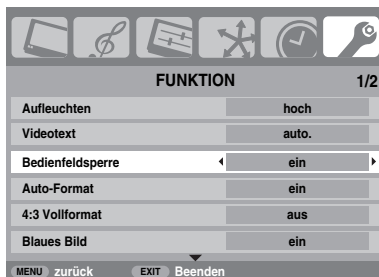 FUNKTION 1/2
Aufleuchten hoch
Videotext auto.
Bedienfeldsperre ein
Auto-Format ein
4:3 Vollformat aus
Blaues Bild ein
MENU zurück EXIT Beenden